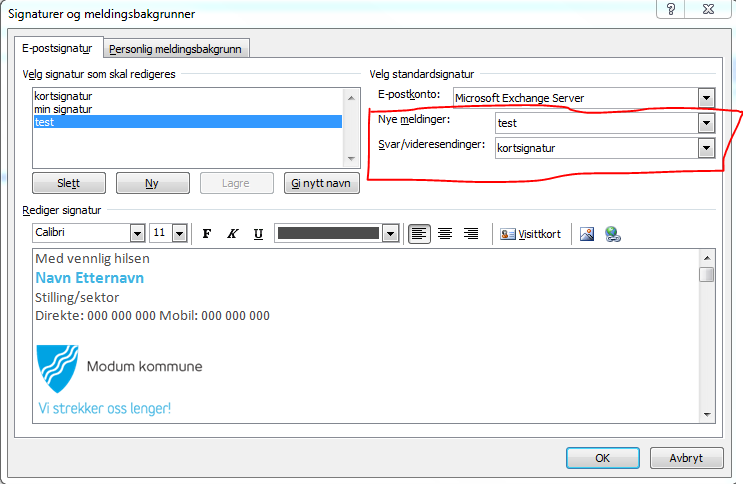 Signaturer og meldingsbakgrunner
E-postsignatur
Personlig meldingsbakgrunn
Velg signatur som skal redigeres
kortsignatur
min signatur
test
Slett
Ny
Lagre
Gi nytt navn
Velg standardsignatur
E-postkonto: Microsoft Exchange Server
Nye meldinger: test
Svar/videresendinger: kortsignatur
Rediger signatur
Calibri 11 F K U Visittkort
Med vennlig hilsen
Navn Etternavn
Stilling/sektor
Direkte: 000 000 000 Mobil: 000 000 000
Modum kommune
Vi strekker oss lenger!
OK
Avbryt